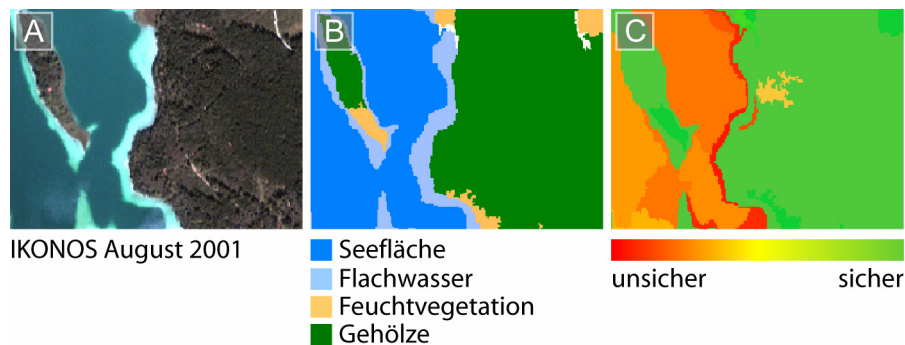 A
B
C
IKONOS August 2001
Seefläche
Flachwasser
Feuchtvegetation
Gehölze
unsicher sicher